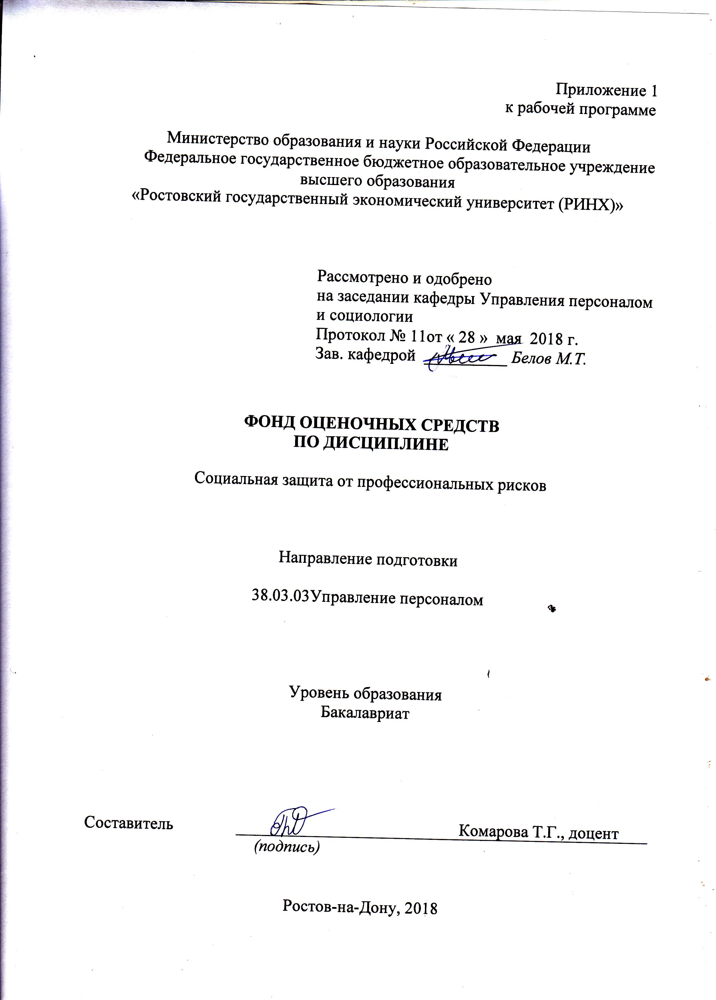 Приложение 1
к рабочей программе
Министерство образования и науки Российской Федерации
Федеральное государственное бюджетное образовательное учреждение
высшего образования
«Ростовский государственный экономический университет (РИНХ)»
Рассмотрено и одобрено
на заседании кафедры Управления персоналом
и социологии
Протокол № 11от « 28 » мая 2018 г.
Зав. кафедрой Белов М.Т.
ФОНД ОЦЕНОЧНЫХ СРЕДСТВ
ПО ДИСЦИПЛИНЕ
Социальная защита от профессиональных рисков
Направление подготовки
38.03.03Управление персоналом
Уровень образования
Бакалавриат
Составитель Комарова Т.Г., доцент
(подпись)
Ростов-на-Дону, 2018